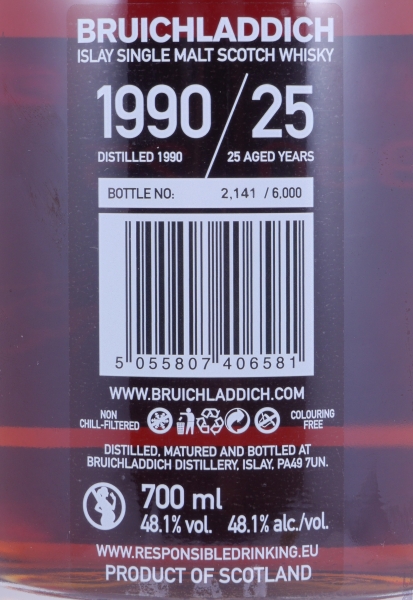 BRUICHLADDICH
ISLAY SINGLE MALT SCOTCH WHISKY
1990 / 25
DISTILLED 1990 25 AGED YEARS
BOTTLE NO: 2,141 / 6,000
5 055807 406581
WWW.BRUICHLADDICH.COM
NON CHILL-FILTERED COLOURING FREE
DISTILLED, MATURED AND BOTTLED AT
BRUICHLADDICH DISTILLERY, ISLAY, PA49 7UN.
700 ml
48.1% vol. 48.1% alc./vol.
WWW.RESPONSIBLEDRINKING.EU
PRODUCT OF SCOTLAND